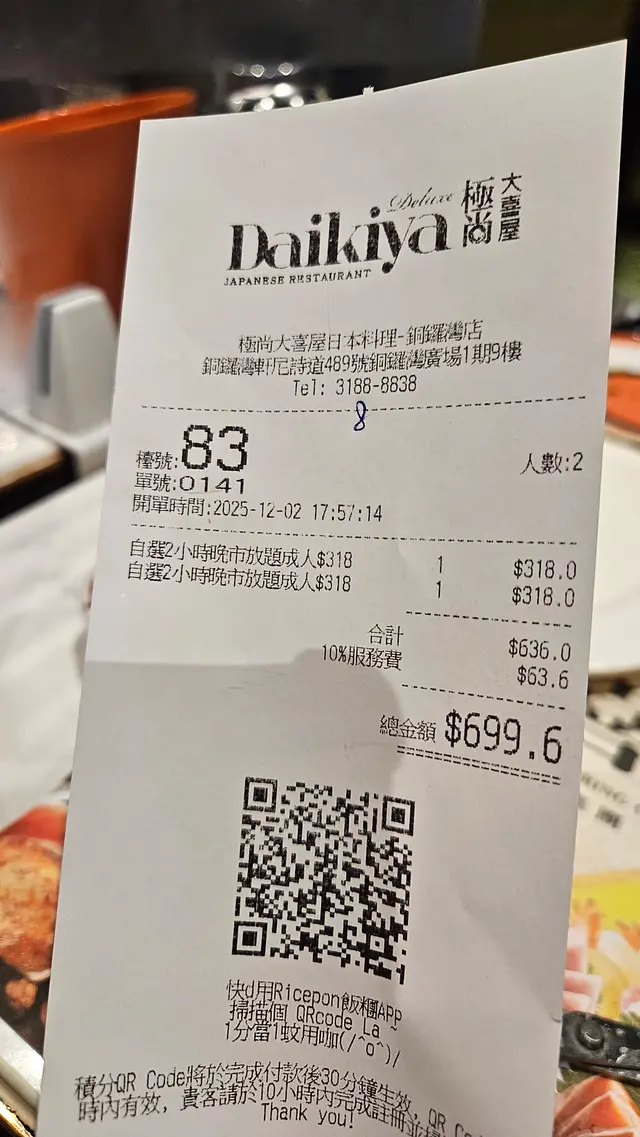 Deluxe
Daikiya 極尚 大喜屋
JAPANESE RESTAURANT
極尚大喜屋日本料理-銅鑼灣店
銅鑼灣軒尼詩道489號銅鑼灣廣場1期9樓
Tel: 3188-8838
8
檯號:83 人數:2
單號:0141
開單時間:2025-12-02 17:57:14
自選2小時晚市放題成人$318 1 $318.0
自選2小時晚市放題成人$318 1 $318.0
合計 $636.0
10%服務費 $63.6
總金額 $699.6
快d用Ricepon飯糰APP
掃描個 QRcode La ~
1分當1蚊用咖(/^o^)/
積分QR Code將於完成付款後30分鐘生效, QR Co
時內有效, 貴客請於10小時內完成註冊並
Thank you!